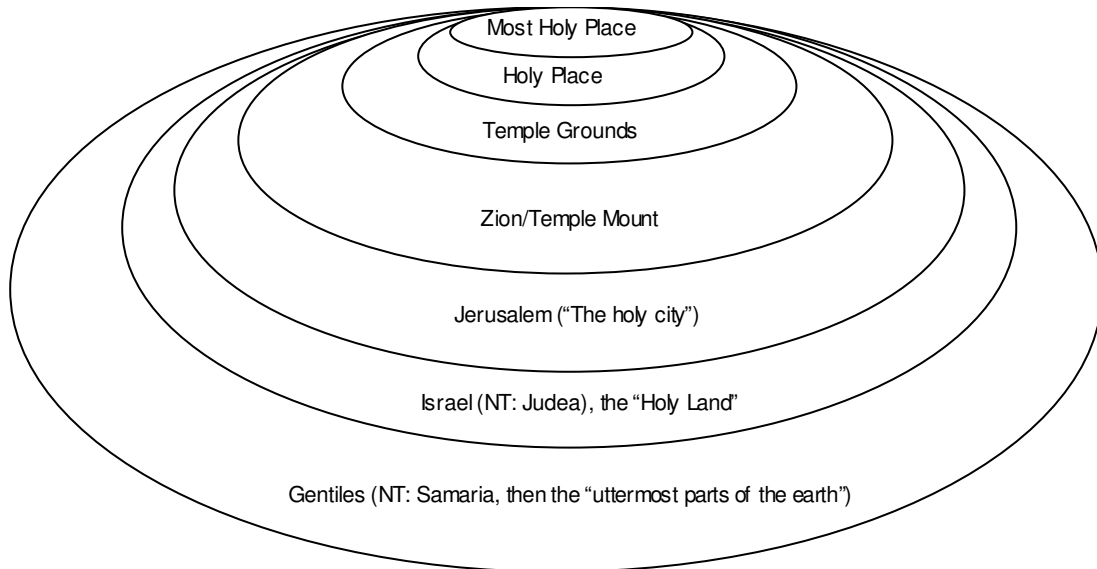 Most Holy Place
Holy Place
Temple Grounds
Zion/Temple Mount
Jerusalem (“The holy city”)
Israel (NT: Judea), the “Holy Land”
Gentiles (NT: Samaria, then the “uttermost parts of the earth”)